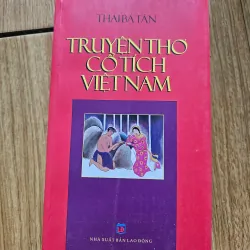 THÁI BÁ TÂN
TRUYỆN THƠ
CỔ TÍCH
VIỆT NAM
NHÀ XUẤT BẢN LAO ĐỘNG